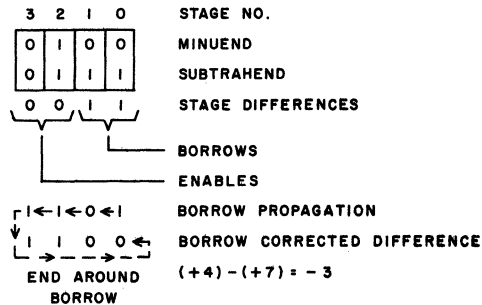 3 2 1 0 STAGE NO.
0 1 0 0 MINUEND
0 1 1 1 SUBTRAHEND
0 0 1 1 STAGE DIFFERENCES
BORROWS
ENABLES
1←1←0←1 BORROW PROPAGATION
1 1 0 0 BORROW CORRECTED DIFFERENCE
END AROUND
BORROW
(+4)-(+7) = -3